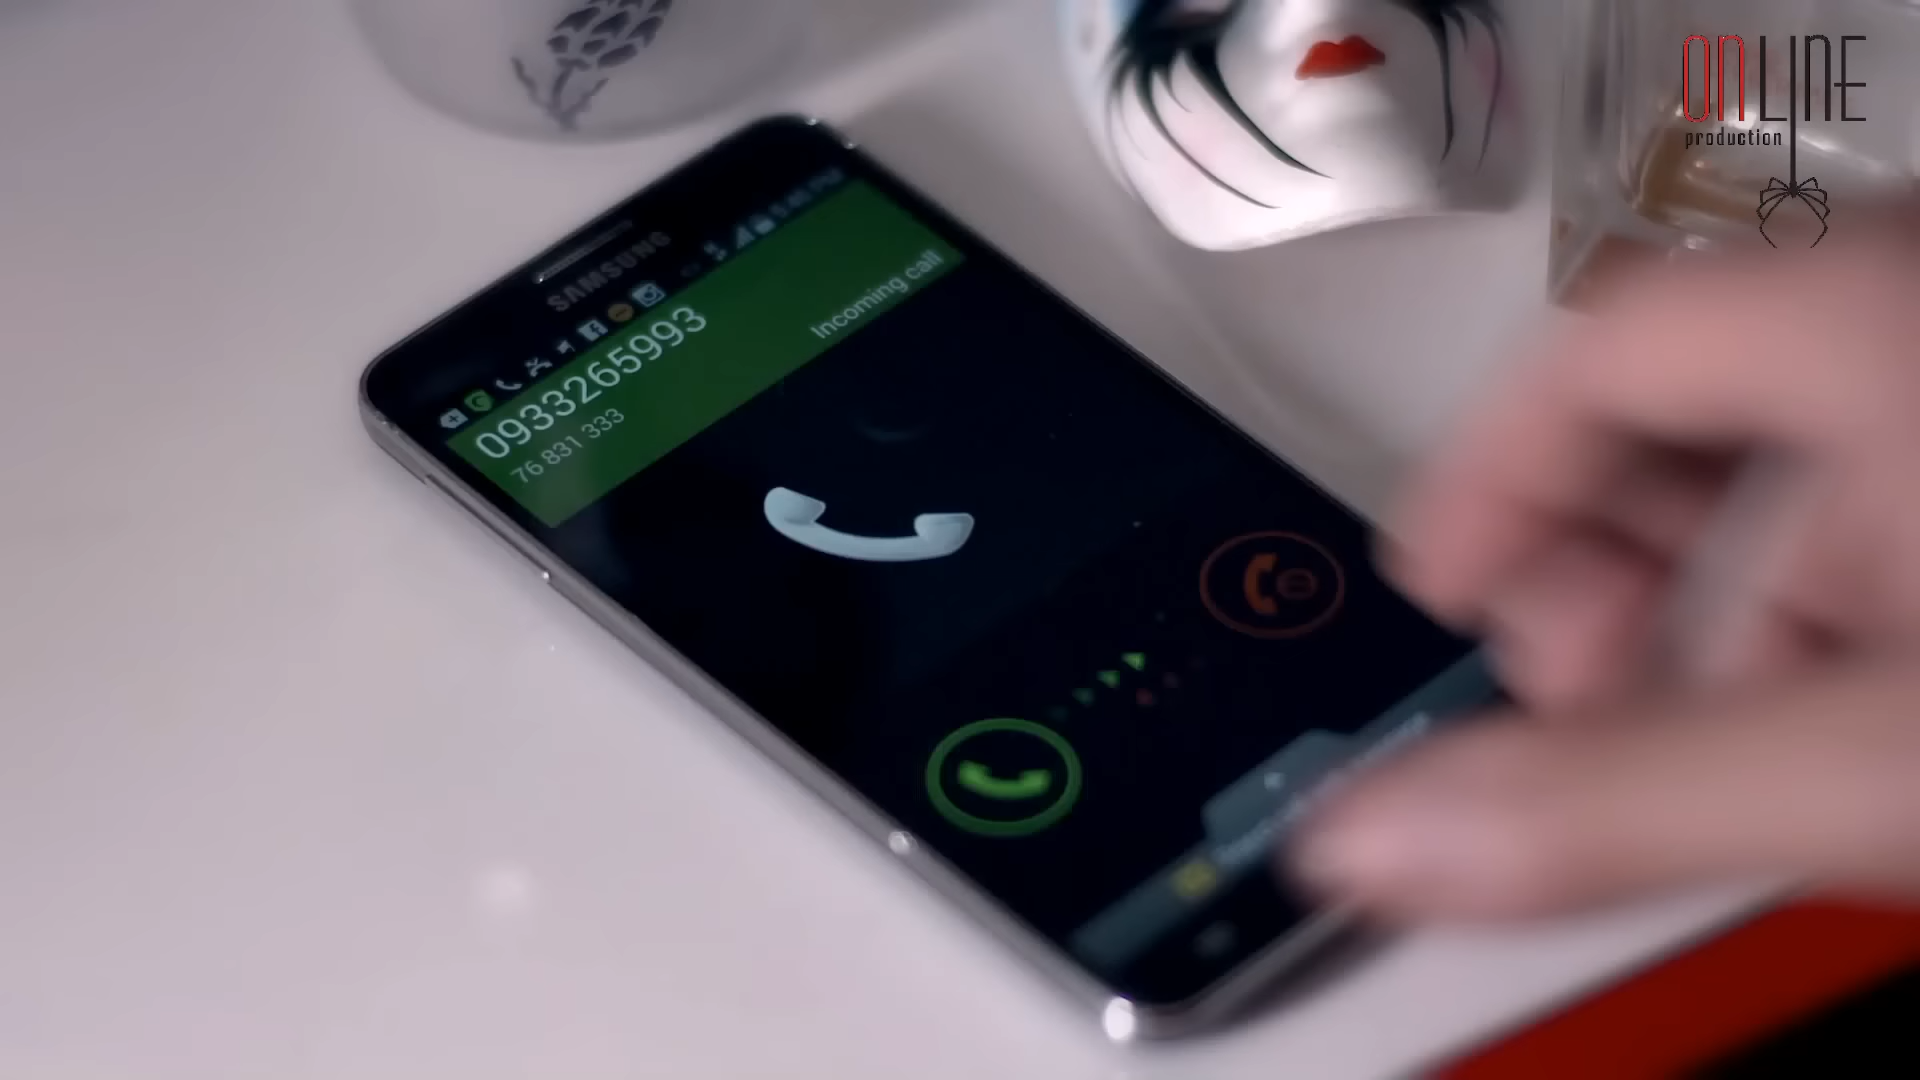 ONLINE
production
SAMSUNG
0933265993
76 831 333
Incoming call